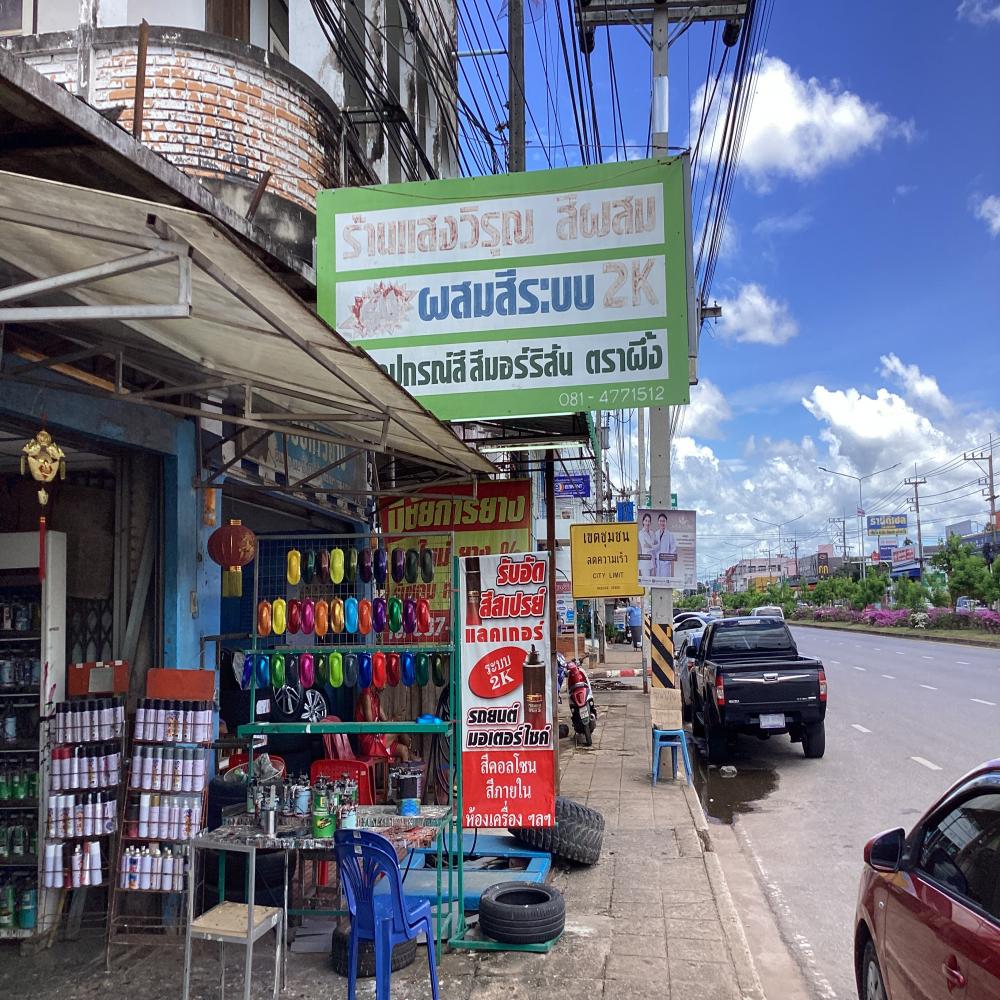 ร้านแสงวิรุณ สีผสม
ผสมสีระบบ 2K
อุปกรณ์สี สีมอร์ริสัน ตราผึ้ง
081-4771512
ชัยการยาง
รับอัด
สีสเปรย์
แลคเกอร์
ระบบ
2K
รถยนต์
มอเตอร์ไซค์
สีคอลโซน
สีภายใน
ห้องเครื่อง ฯลฯ
เขตชุมชน
ลดความเร็ว
CITY LIMIT